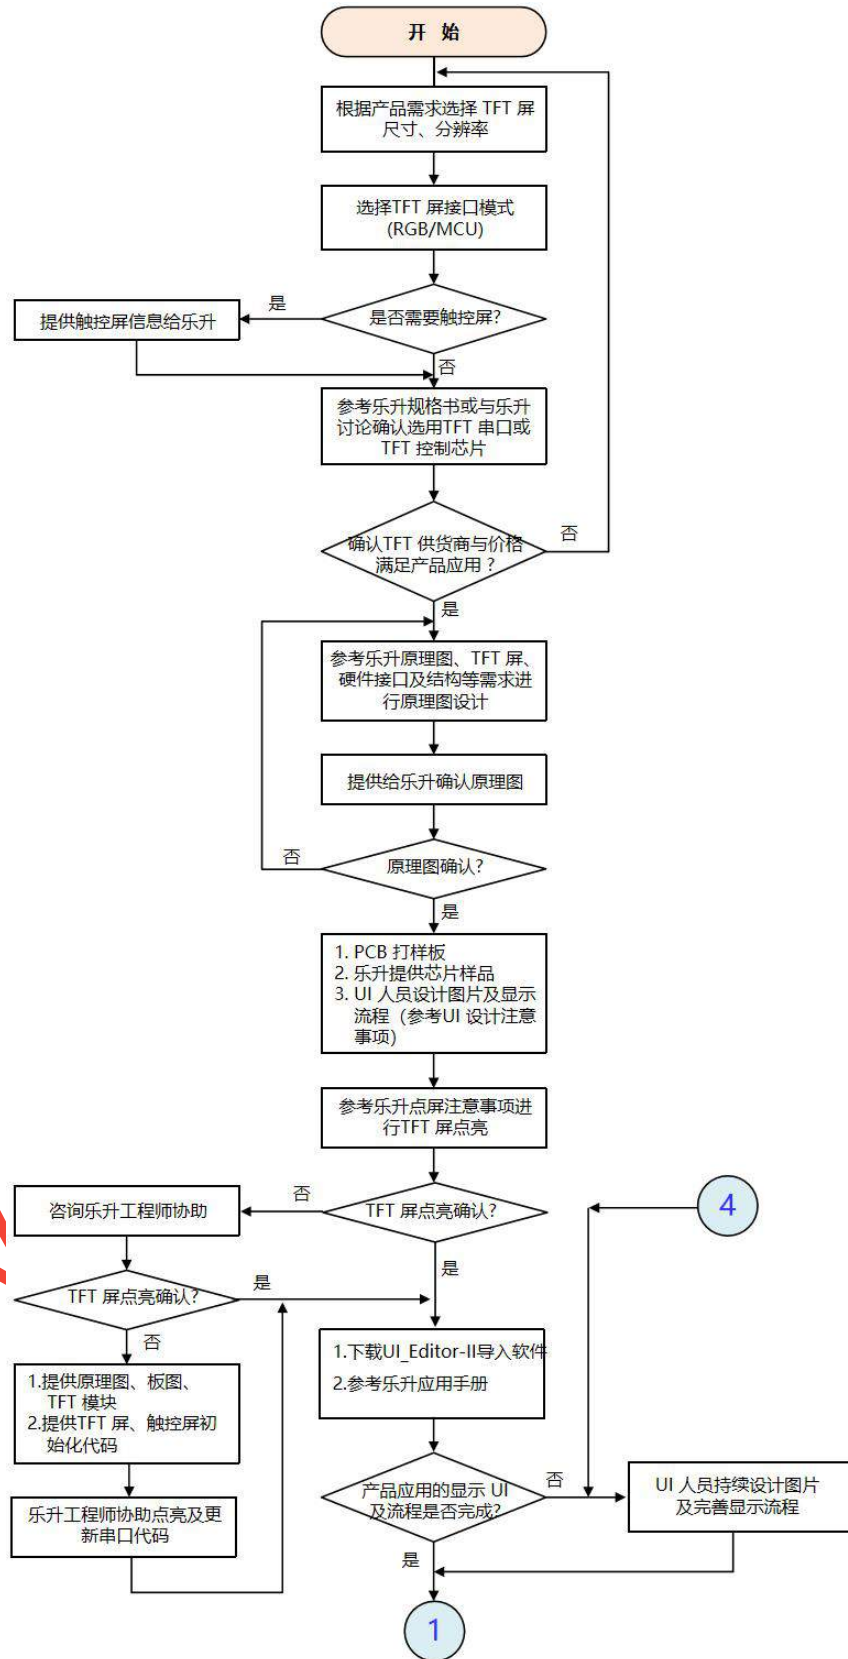 开 始
根据产品需求选择 TFT 屏
尺寸、分辨率
选择TFT 屏接口模式
(RGB/MCU)
是否需要触控屏?
是
提供触控屏信息给乐升
否
参考乐升规格书或与乐升
讨论确认选用TFT 串口或
TFT 控制芯片
确认TFT 供货商与价格
满足产品应用？
否
是
参考乐升原理图、TFT 屏、
硬件接口及结构等需求进
行原理图设计
提供给乐升确认原理图
原理图确认?
否
是
1. PCB 打样板
2. 乐升提供芯片样品
3. UI 人员设计图片及显示
流程（参考UI 设计注意
事项）
参考乐升点屏注意事项进
行TFT 屏点亮
TFT 屏点亮确认?
否
咨询乐升工程师协助
4
是
TFT 屏点亮确认?
是
否
1.提供原理图、板图、
TFT 模块
2.提供TFT 屏、触控屏初
始化代码
乐升工程师协助点亮及更
新串口代码
1.下载UI_Editor-II导入软件
2.参考乐升应用手册
产品应用的显示 UI
及流程是否完成?
否
UI 人员持续设计图片
及完善显示流程
是
1